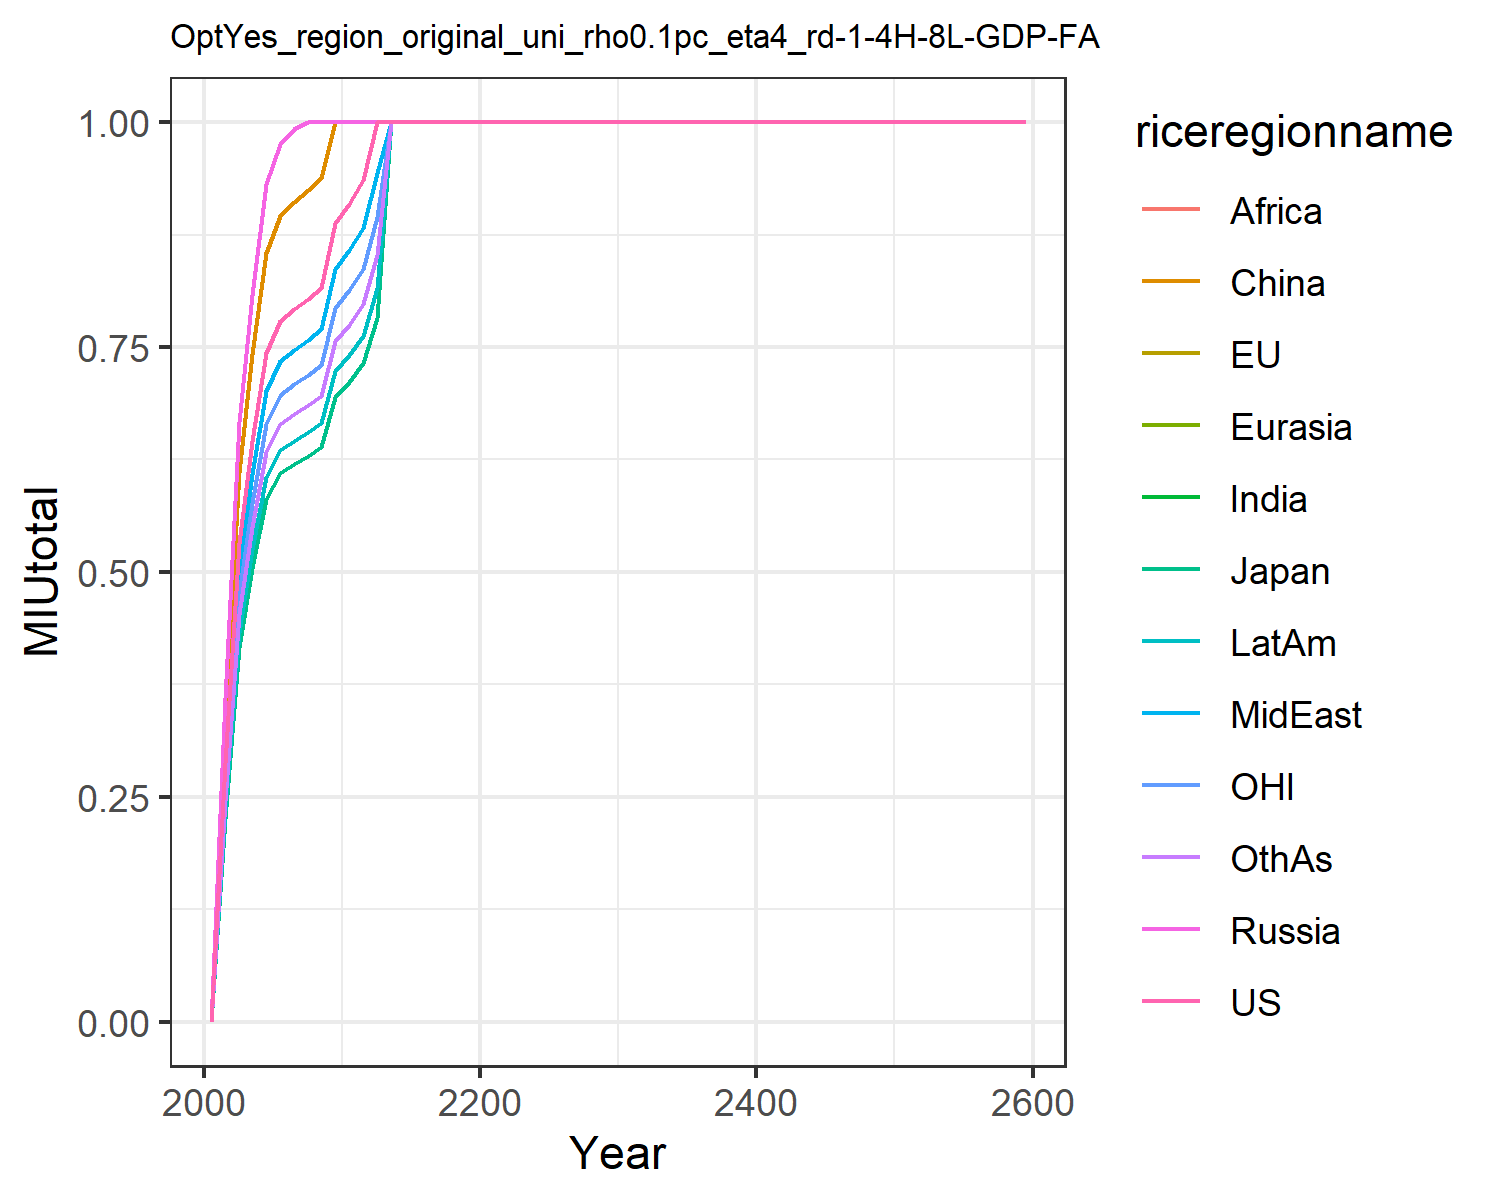 OptYes_region_original_uni_rho0.1pc_eta4_rd-1-4H-8L-GDP-FA
1.00
0.75
0.50
0.25
0.00
MIUtotal
2000
2200
2400
2600
Year
riceregionname
Africa
China
EU
Eurasia
India
Japan
LatAm
MidEast
OHI
OthAs
Russia
US